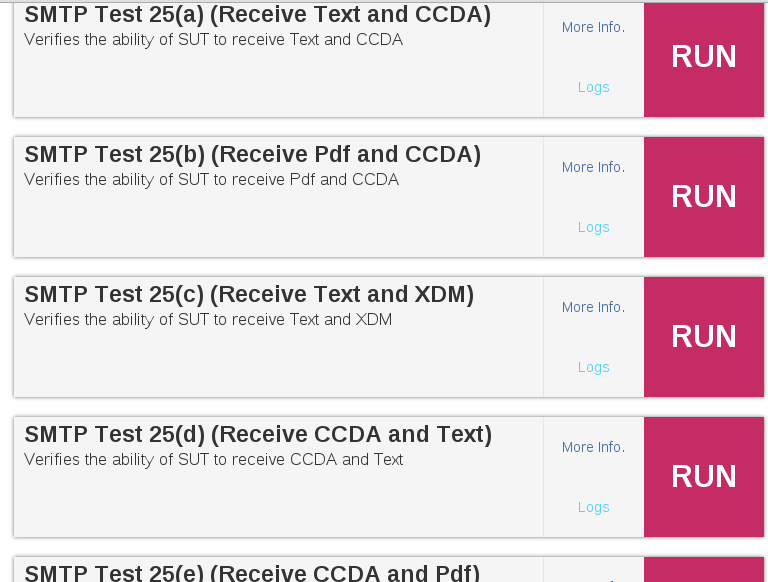 SMTP Test 25(a) (Receive Text and CCDA)
Verifies the ability of SUT to receive Text and CCDA
More Info.
Logs
RUN
SMTP Test 25(b) (Receive Pdf and CCDA)
Verifies the ability of SUT to receive Pdf and CCDA
More Info.
Logs
RUN
SMTP Test 25(c) (Receive Text and XDM)
Verifies the ability of SUT to receive Text and XDM
More Info.
Logs
RUN
SMTP Test 25(d) (Receive CCDA and Text)
Verifies the ability of SUT to receive CCDA and Text
More Info.
Logs
RUN
SMTP Test 25(e) (Receive CCDA and Pdf)